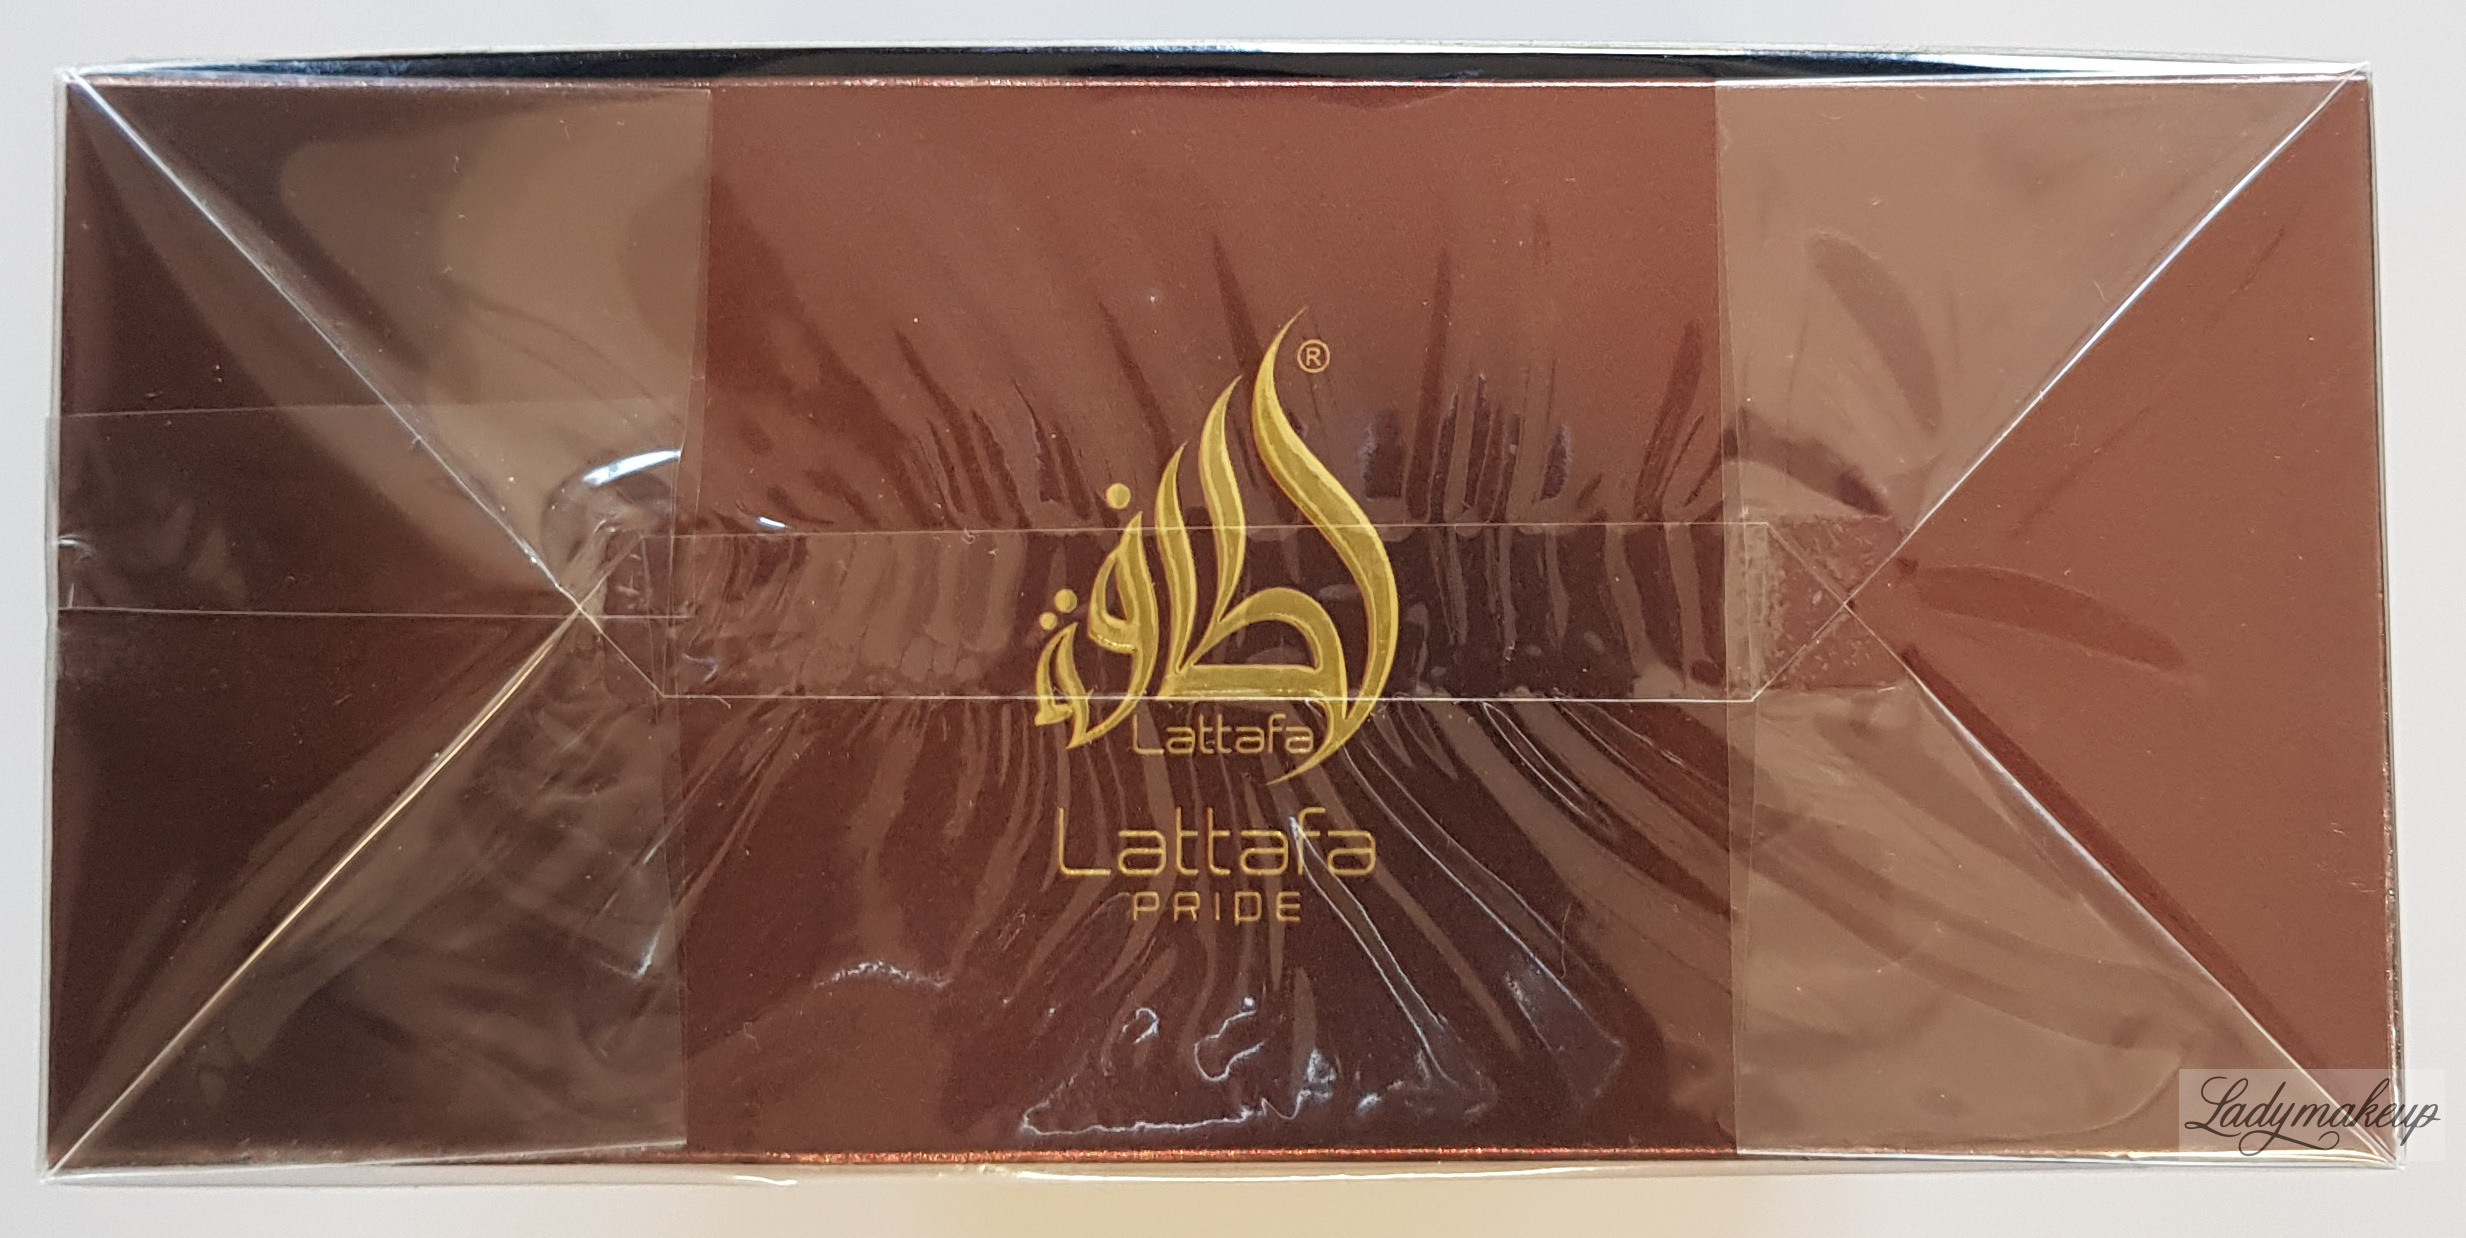 ®
لطافة
Lattafa
Lattafa
PRIDE
Ladymakeup